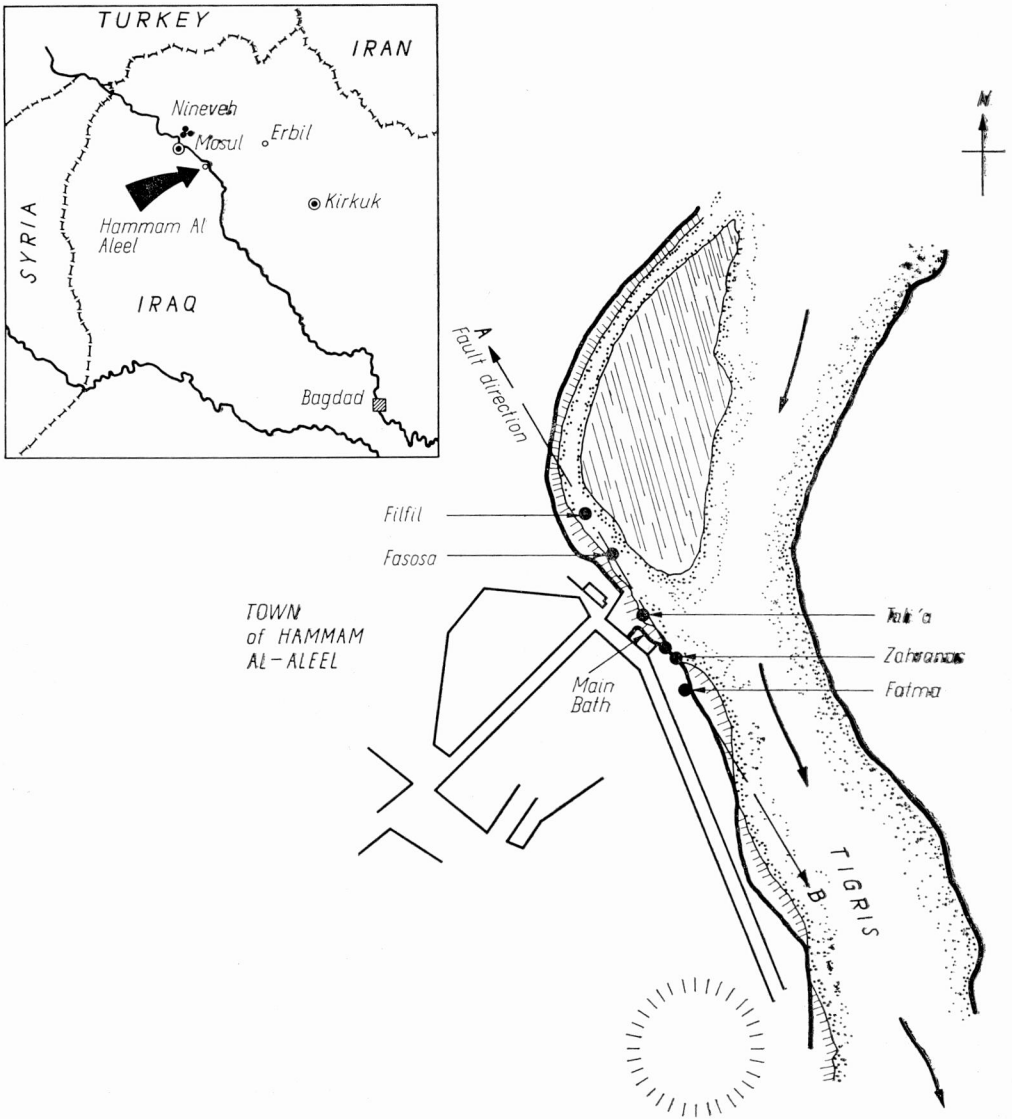 TURKEY
IRAN
Nineveh
Mosul
Erbil
Kirkuk
Hammam Al
Aleel
SYRIA
IRAQ
Bagdad
N
A
Fault direction
Filfil
Fasosa
TOWN
of HAMMAM
AL-ALEEL
Main
Bath
Fatma
B
TIGRIS